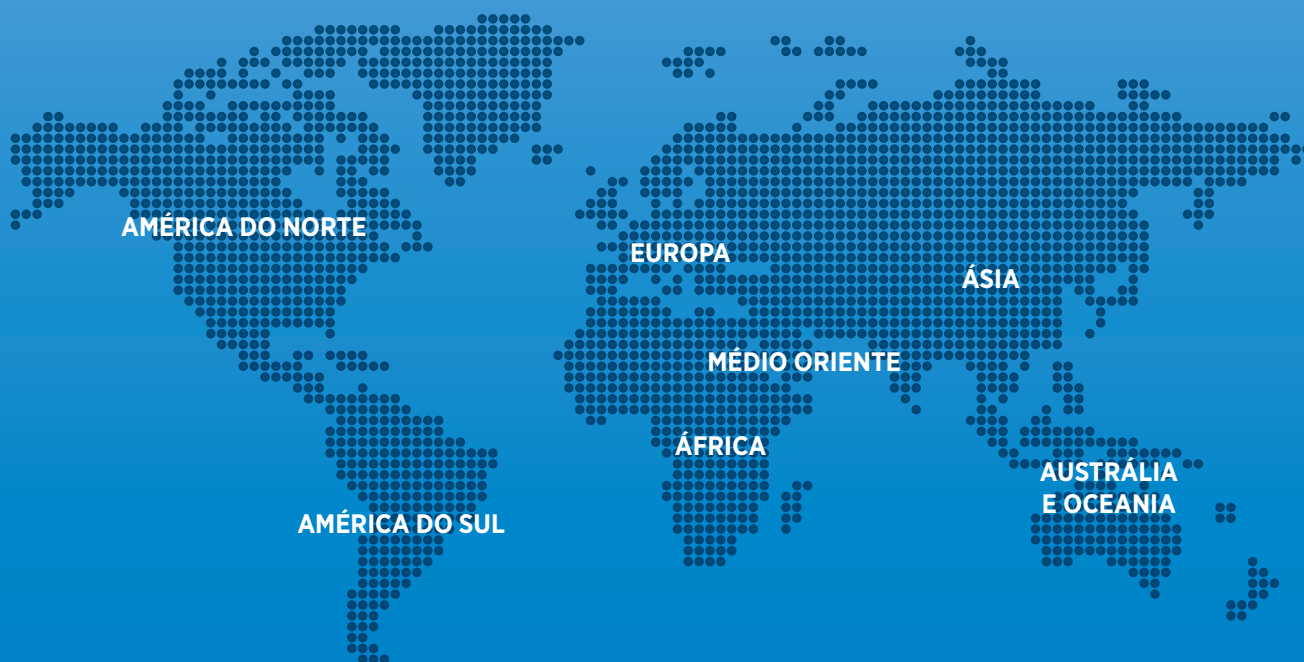 AMÉRICA DO NORTE
EUROPA
ÁSIA
MÉDIO ORIENTE
ÁFRICA
AUSTRÁLIA
E OCEANIA
AMÉRICA DO SUL